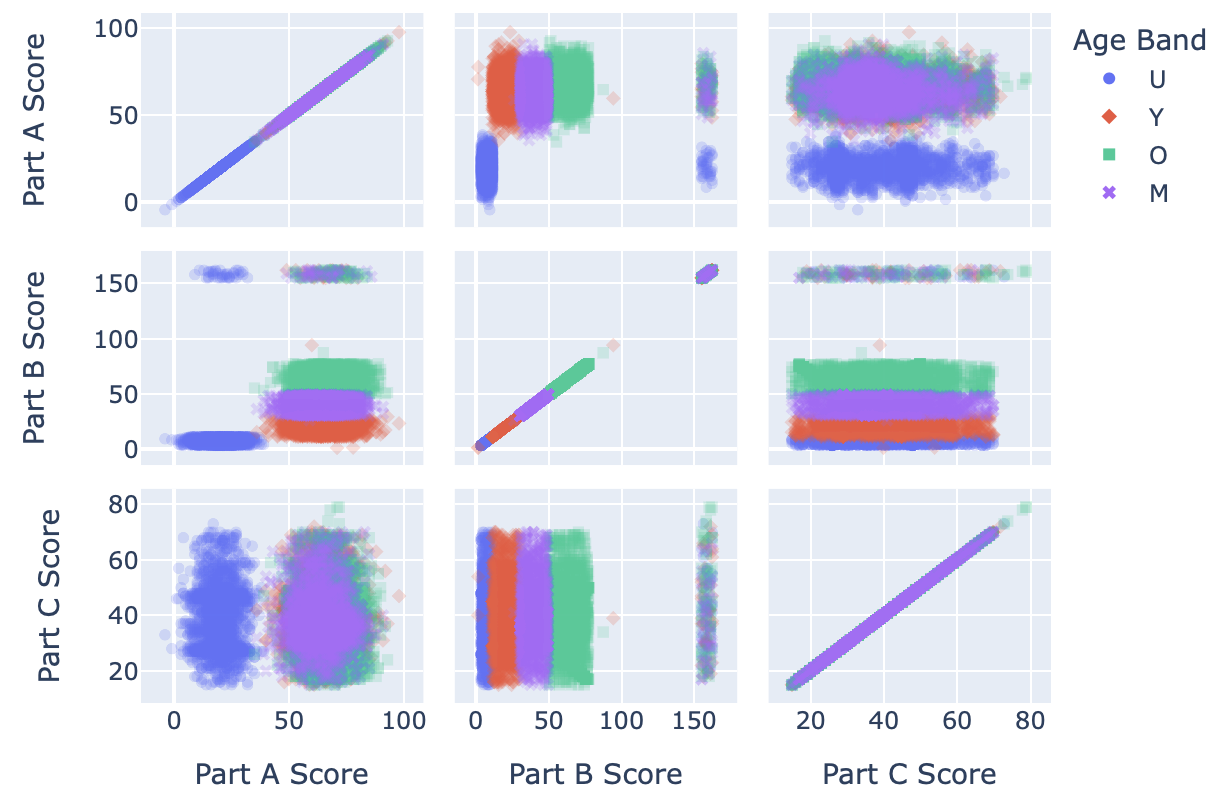 100
50
0
Part A Score
150
100
50
0
Part B Score
80
60
40
20
Part C Score
0 50 100
0 50 100 150
20 40 60 80
Part A Score Part B Score Part C Score
Age Band
U
Y
O
M